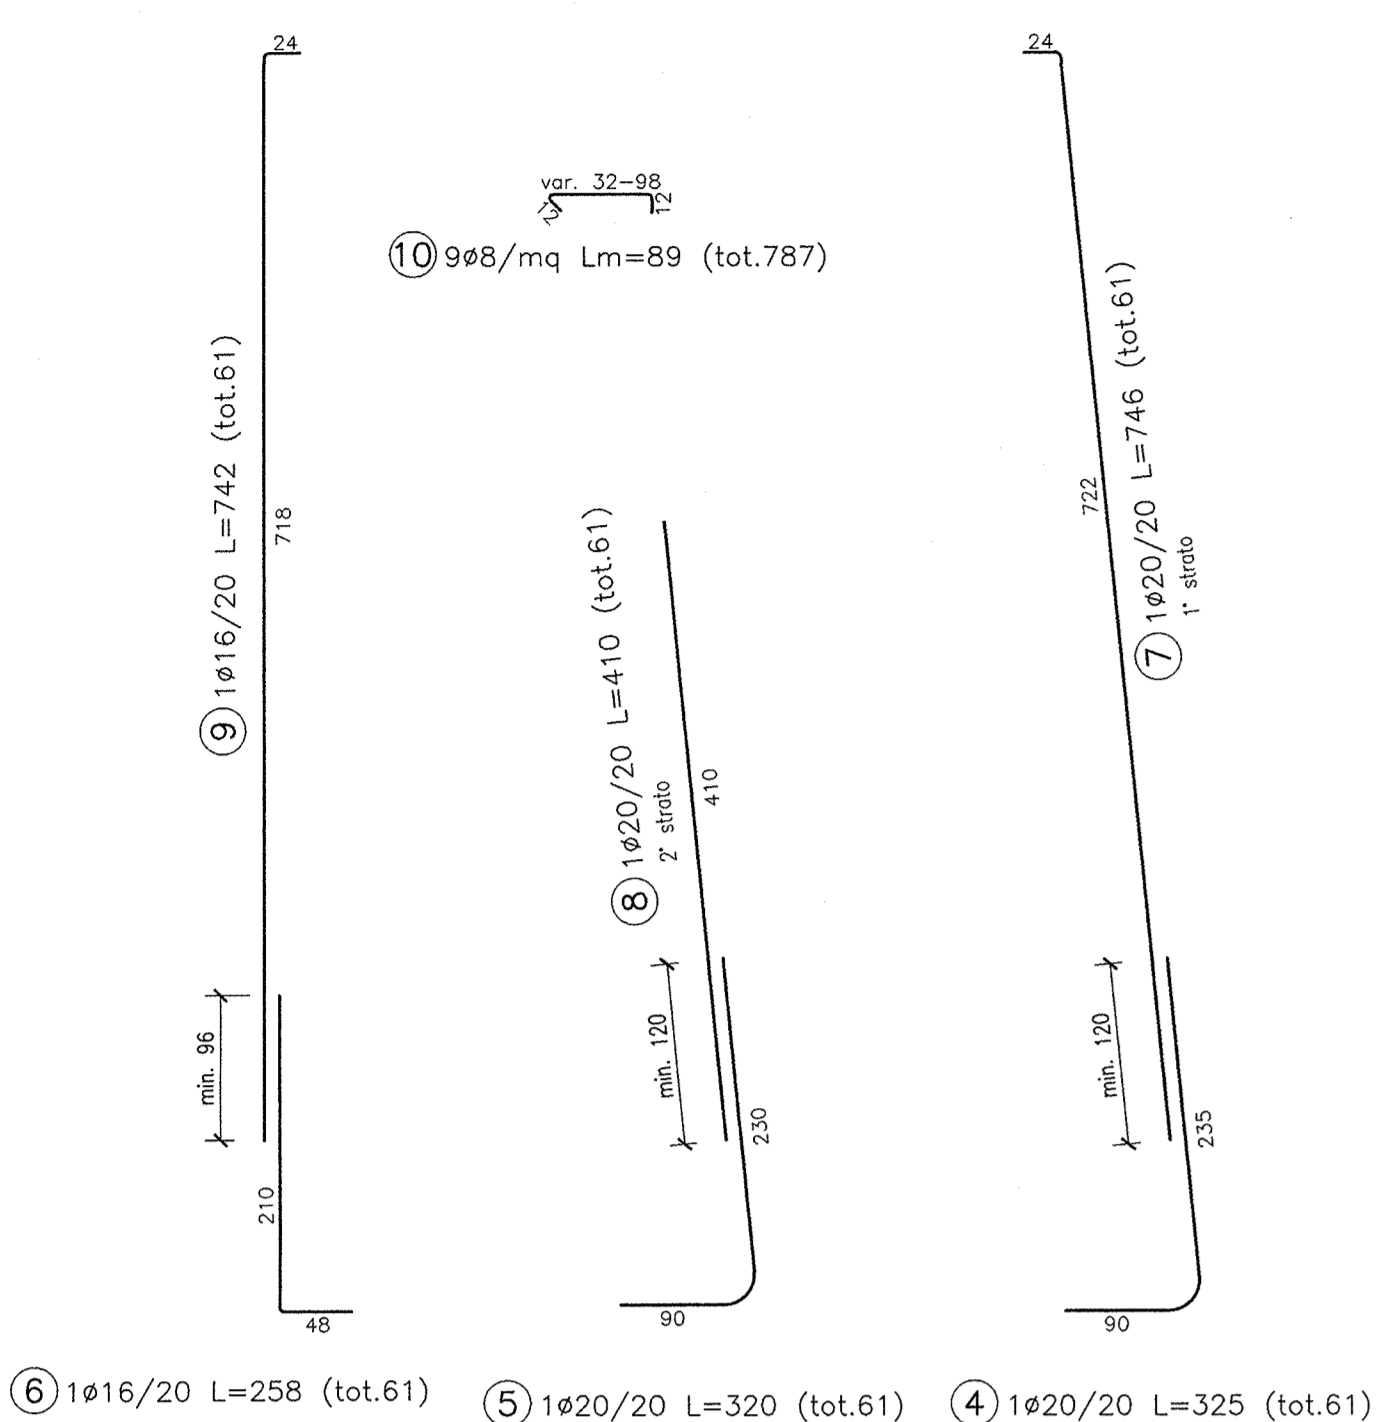 24
24
var. 32-98
12
12
10 9ø8/mq Lm=89 (tot.787)
9 1ø16/20 L=742 (tot.61)
718
8 1ø20/20 L=410 (tot.61)
2° strato
410
722
7 1ø20/20 L=746 (tot.61)
1° strato
min. 96
min. 120
min. 120
210
230
235
48
90
90
6 1ø16/20 L=258 (tot.61)
5 1ø20/20 L=320 (tot.61)
4 1ø20/20 L=325 (tot.61)